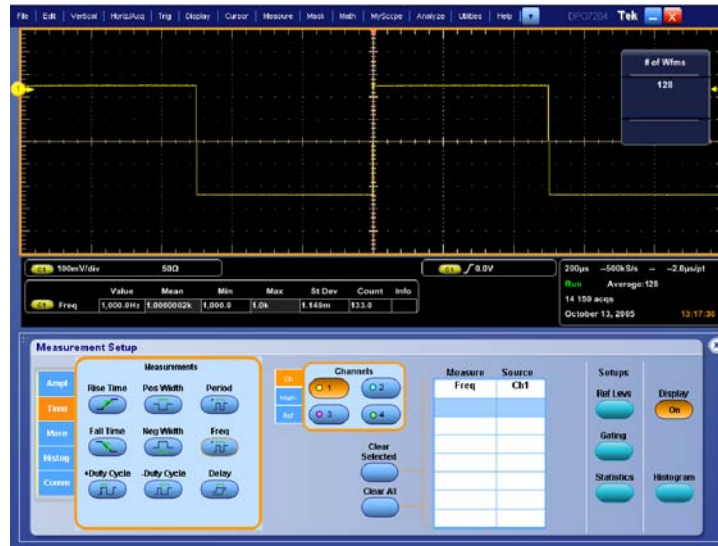 File Edit Vertical Horiz/Acq Trig Display Cursor Measure Mask Math MyScope Analyze Utilities Help DPO7254 Tek
# of Wfms
128
1
C1 100mV/div 50Ω
C1 0.0V
200µs 500kS/s 2.0µs/pt
Run Average:128
14 150 acqs
October 13, 2005 13:17:36
Value Mean Min Max St Dev Count Info
C1 Freq 1,000.0Hz 1.0000002k 1,000.0 1.0k 1.149m 133.0
Measurement Setup
Ampl
Time
More
Histog
Comm
Measurements
Rise Time Pos Width Period
Fall Time Neg Width Freq
+Duty Cycle -Duty Cycle Delay
Ch
Math
Ref
Channels
1 2
3 4
Clear Selected
Clear All
Measure Source
Freq Ch1
Setups
Ref Levs
Gating
Statistics
Display
On
Histogram